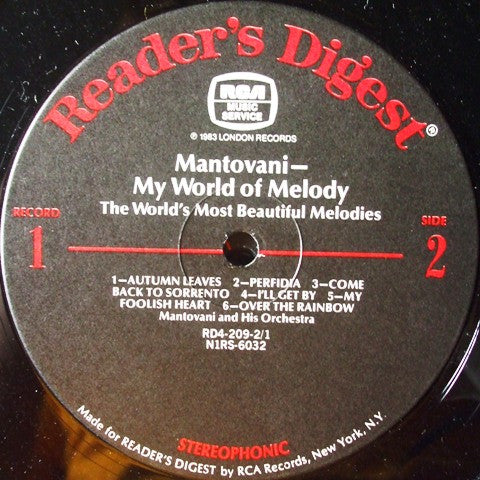 Reader's Digest®
RCA
MUSIC
SERVICE
℗ 1983 LONDON RECORDS
Mantovani—
My World of Melody
The World's Most Beautiful Melodies
RECORD
1
SIDE
2
1—AUTUMN LEAVES 2—PERFIDIA 3—COME
BACK TO SORRENTO 4—I'LL GET BY 5—MY
FOOLISH HEART 6—OVER THE RAINBOW
Mantovani and His Orchestra
RD4-209-2/1
N1RS-6032
STEREOPHONIC
Made for READER'S DIGEST by RCA Records, New York, N.Y.